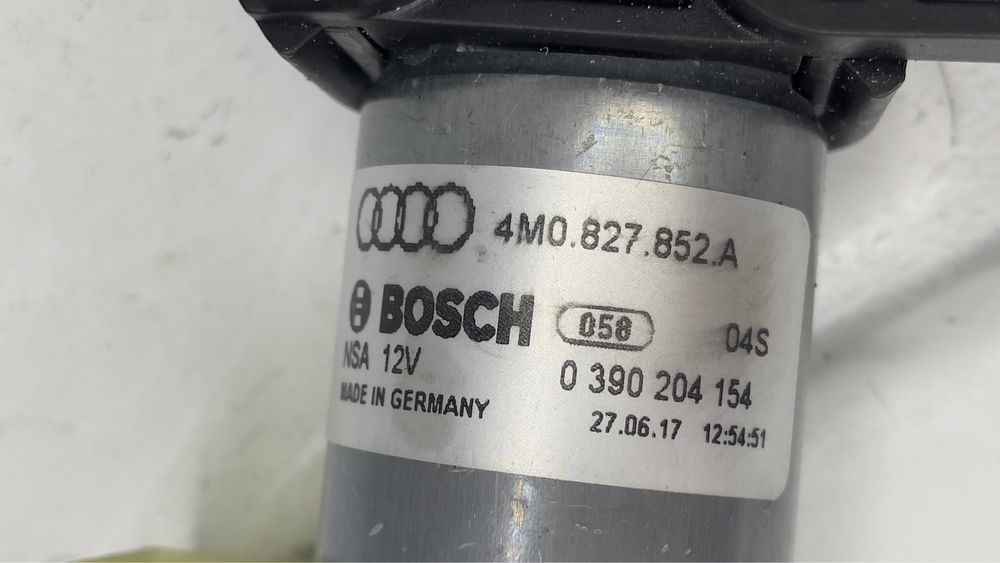 4M0.827.852.A
BOSCH 058 04S
NSA 12V 0 390 204 154
MADE IN GERMANY 27.06.17 12:54:51